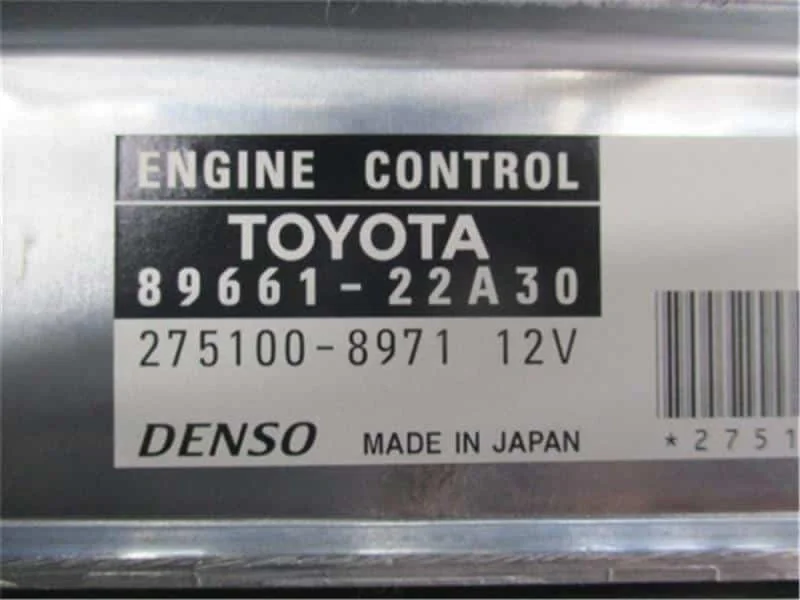 ENGINE CONTROL
TOYOTA
89661-22A30
275100-8971 12V
DENSO MADE IN JAPAN
*2751